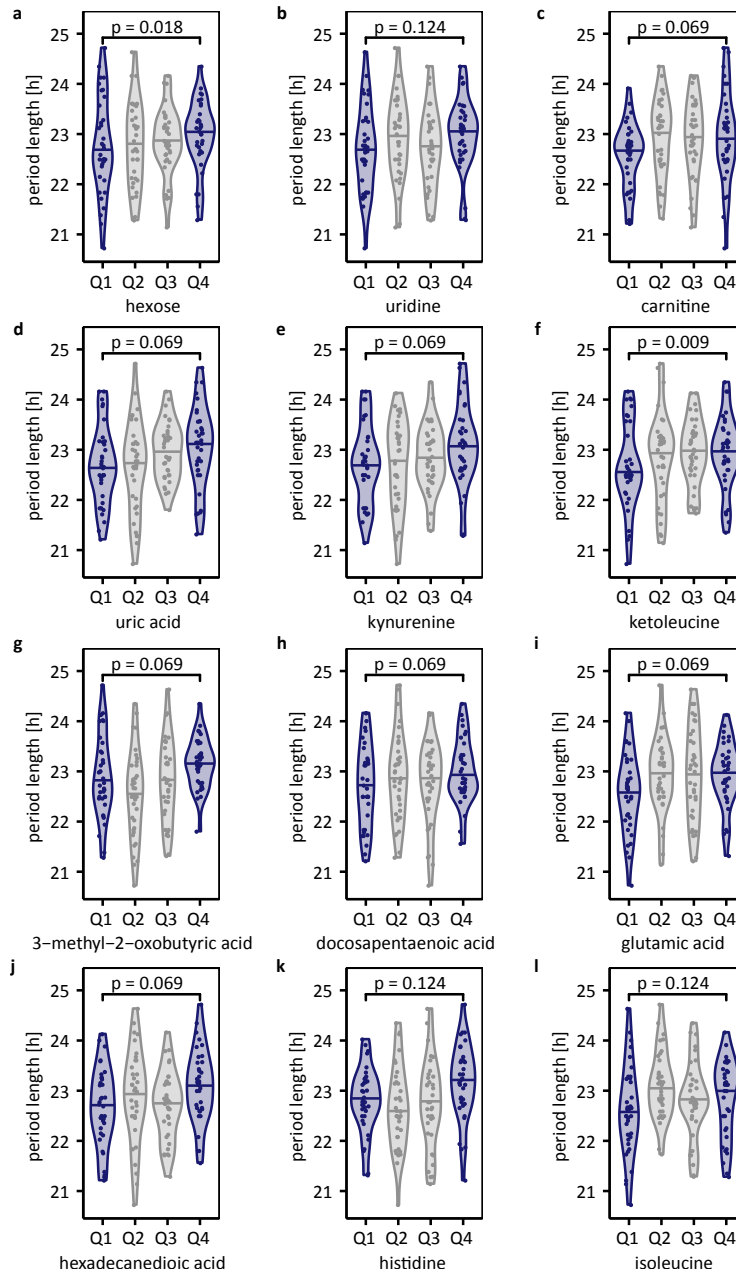 a b c
p = 0.018 p = 0.124 p = 0.069
25 25 25
24 24 24
23 23 23
22 22 22
21 21 21
period length [h] period length [h] period length [h]
Q1 Q2 Q3 Q4 Q1 Q2 Q3 Q4 Q1 Q2 Q3 Q4
hexose uridine carnitine
d e f
p = 0.069 p = 0.069 p = 0.009
25 25 25
24 24 24
23 23 23
22 22 22
21 21 21
period length [h] period length [h] period length [h]
Q1 Q2 Q3 Q4 Q1 Q2 Q3 Q4 Q1 Q2 Q3 Q4
uric acid kynurenine ketoleucine
g h i
p = 0.069 p = 0.069 p = 0.069
25 25 25
24 24 24
23 23 23
22 22 22
21 21 21
period length [h] period length [h] period length [h]
Q1 Q2 Q3 Q4 Q1 Q2 Q3 Q4 Q1 Q2 Q3 Q4
3−methyl−2−oxobutyric acid docosapentaenoic acid glutamic acid
j k l
p = 0.069 p = 0.124 p = 0.124
25 25 25
24 24 24
23 23 23
22 22 22
21 21 21
period length [h] period length [h] period length [h]
Q1 Q2 Q3 Q4 Q1 Q2 Q3 Q4 Q1 Q2 Q3 Q4
hexadecanedioic acid histidine isoleucine